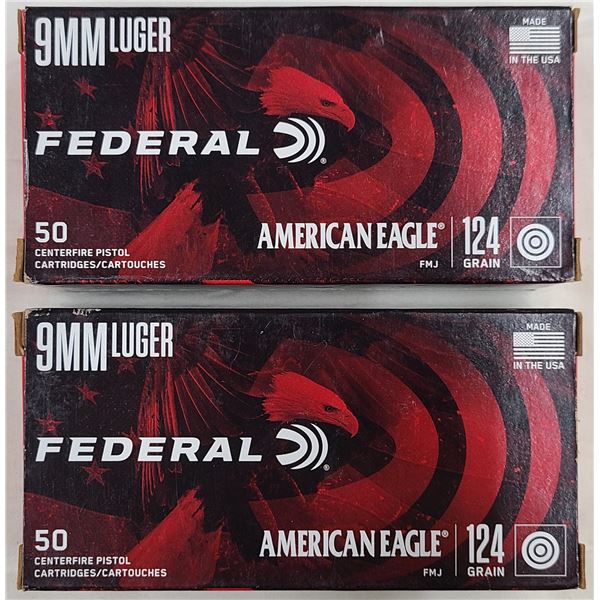 9MM LUGER
MADE
IN THE USA
FEDERAL®
50
CENTERFIRE PISTOL
CARTRIDGES/CARTOUCHES
AMERICAN EAGLE®
FMJ
124
GRAIN
9MM LUGER
MADE
IN THE USA
FEDERAL®
50
CENTERFIRE PISTOL
CARTRIDGES/CARTOUCHES
AMERICAN EAGLE®
FMJ
124
GRAIN